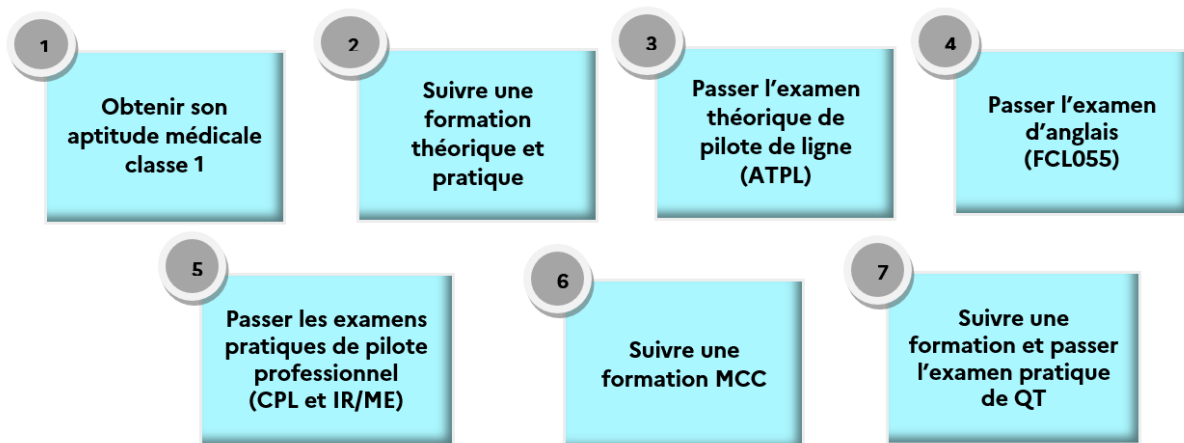 1
Obtenir son
aptitude médicale
classe 1
2
Suivre une
formation
théorique et
pratique
3
Passer l’examen
théorique de
pilote de ligne
(ATPL)
4
Passer l’examen
d’anglais
(FCL055)
5
Passer les examens
pratiques de pilote
professionnel
(CPL et IR/ME)
6
Suivre une
formation MCC
7
Suivre une
formation et passer
l’examen pratique
de QT